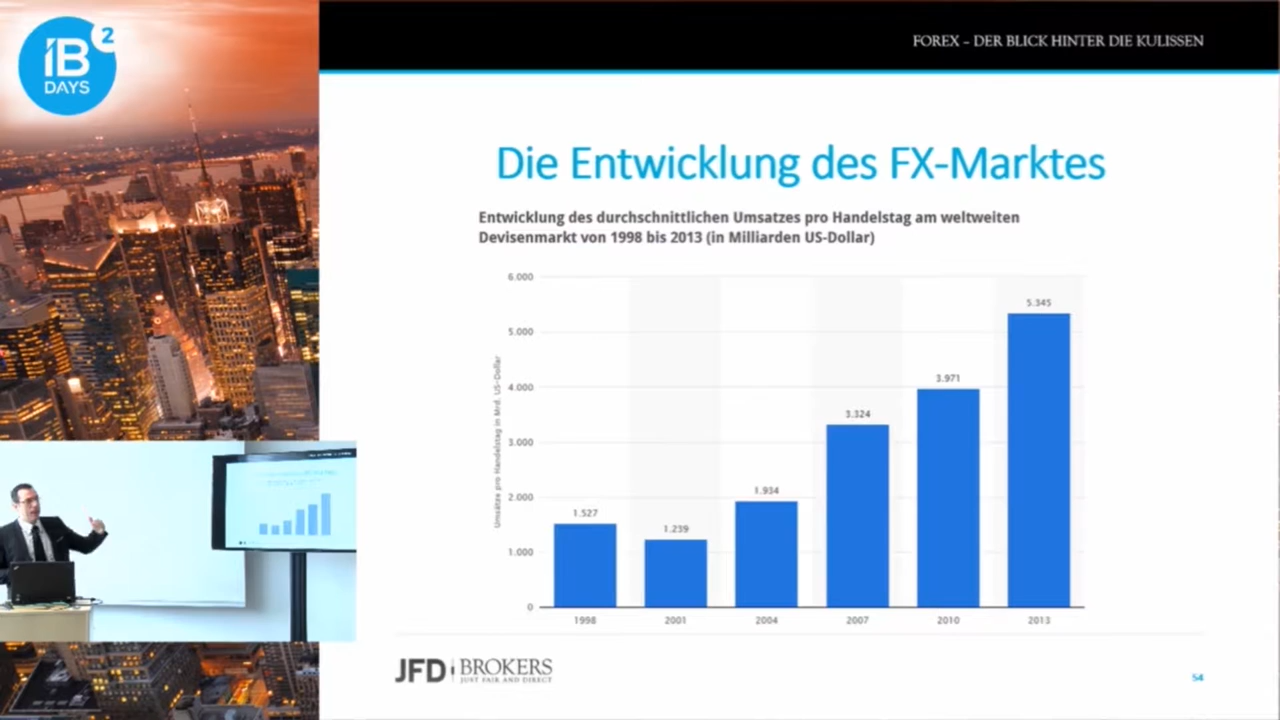 iB 2
DAYS
FOREX – DER BLICK HINTER DIE KULISSEN
Die Entwicklung des FX-Marktes
Entwicklung des durchschnittlichen Umsatzes pro Handelstag am weltweiten
Devisenmarkt von 1998 bis 2013 (in Milliarden US-Dollar)
Umsätze pro Handelstag in Mrd. US-Dollar
6.000
5.000
4.000
3.000
2.000
1.000
0
1.527
1.239
1.934
3.324
3.971
5.345
1998
2001
2004
2007
2010
2013
JFD BROKERS
JUST FAIR AND DIRECT
54